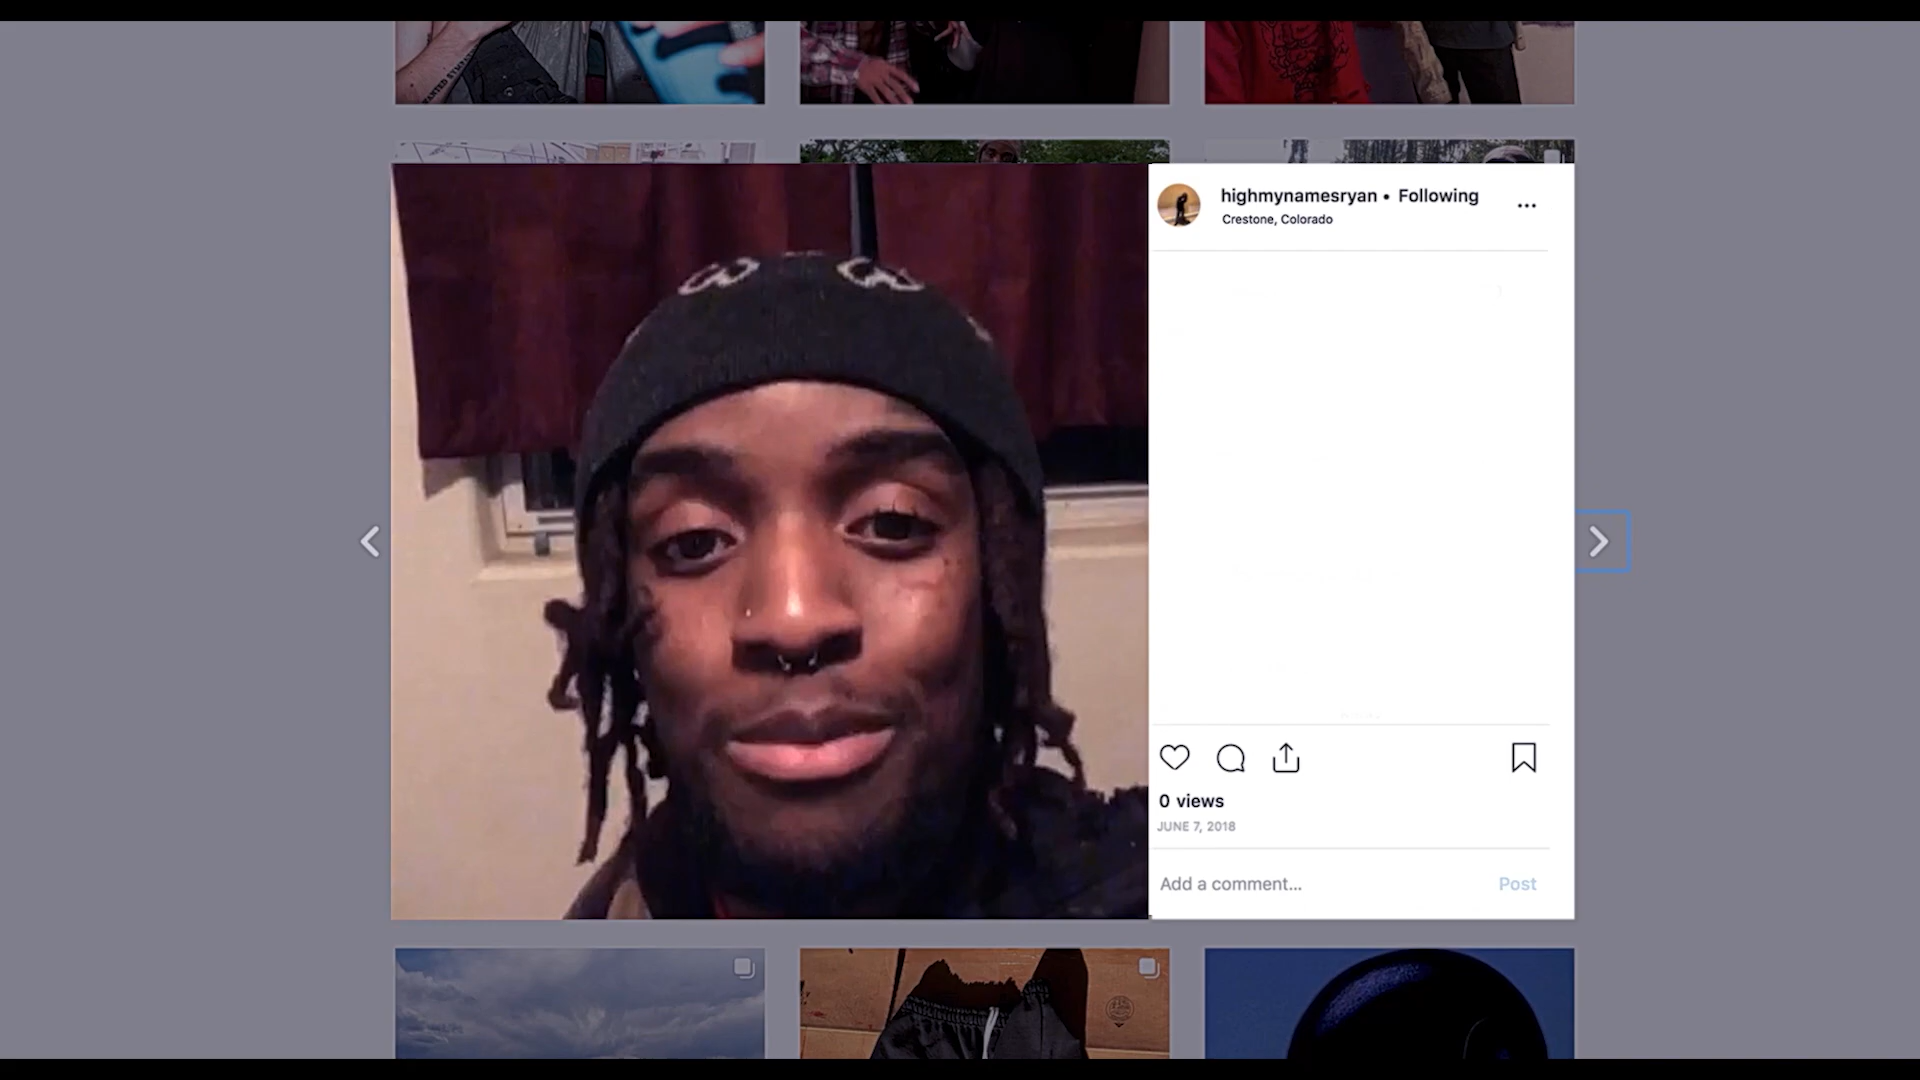 highmynamesryan • Following
Crestone, Colorado
0 views
JUNE 7, 2018
Add a comment...
Post